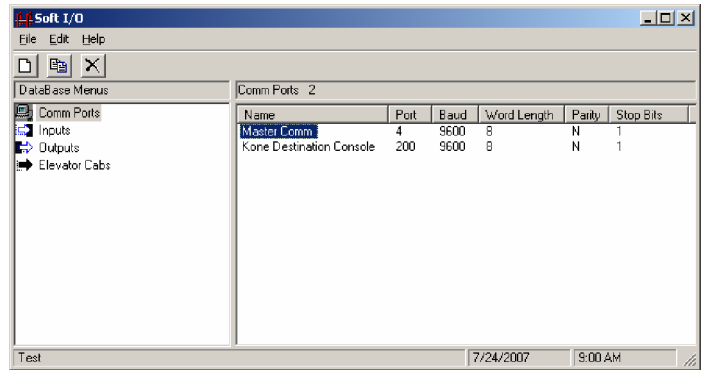 Soft I/O
File Edit Help
DataBase Menus
Comm Ports 2
Comm Ports
Inputs
Outputs
Elevator Cabs
Name Port Baud Word Length Parity Stop Bits
Master Comm 4 9600 8 N 1
Kone Destination Console 200 9600 8 N 1
Test 7/24/2007 9:00 AM